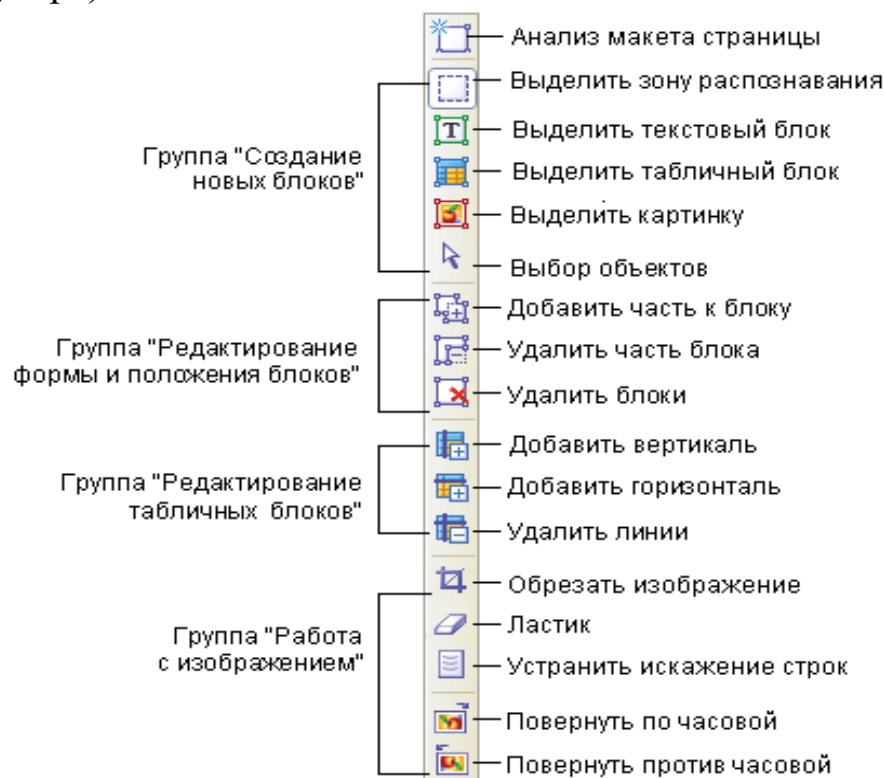 Анализ макета страницы
Выделить зону распознавания
Выделить текстовый блок
Группа "Создание
новых блоков"
Выделить табличный блок
Выделить картинку
Выбор объектов
Добавить часть к блоку
Группа "Редактирование
формы и положения блоков"
Удалить часть блока
Удалить блоки
Добавить вертикаль
Группа "Редактирование
табличных блоков"
Добавить горизонталь
Удалить линии
Обрезать изображение
Ластик
Группа "Работа
с изображением"
Устранить искажение строк
Повернуть по часовой
Повернуть против часовой